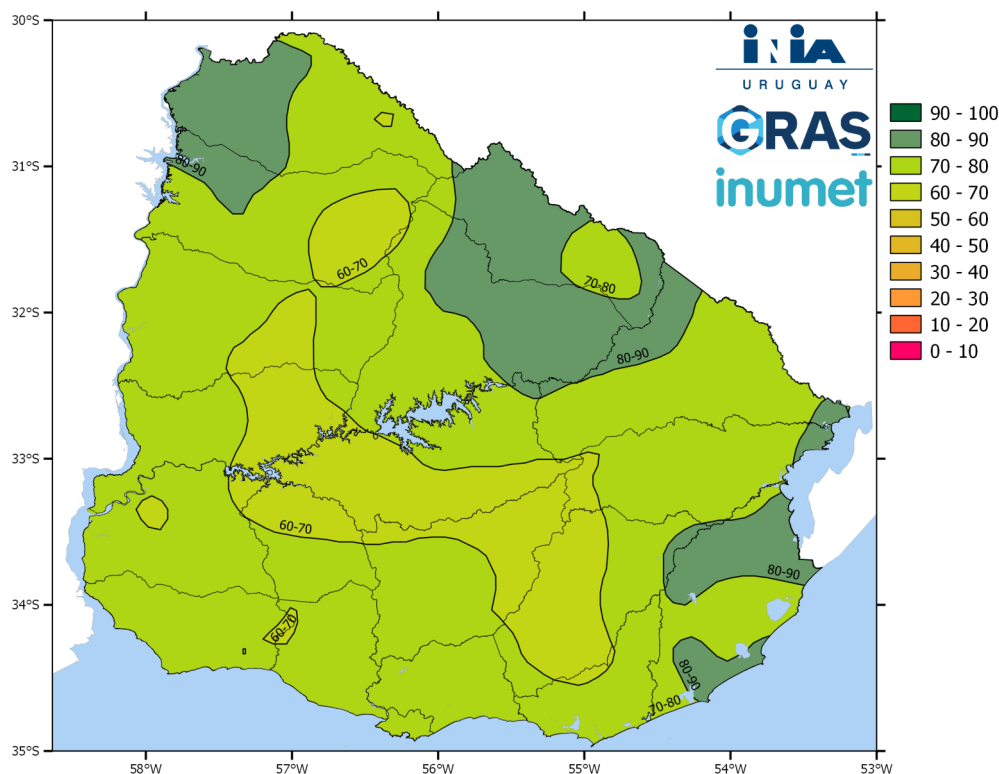 30°S
31°S
32°S
33°S
34°S
35°S
58°W
57°W
56°W
55°W
54°W
53°W
iNiA
URUGUAY
GRAS
inumet
90 - 100
80 - 90
70 - 80
60 - 70
50 - 60
40 - 50
30 - 40
20 - 30
10 - 20
0 - 10
80-90
60-70
70-80
80-90
60-70
80-90
60-70
80-90
70-80